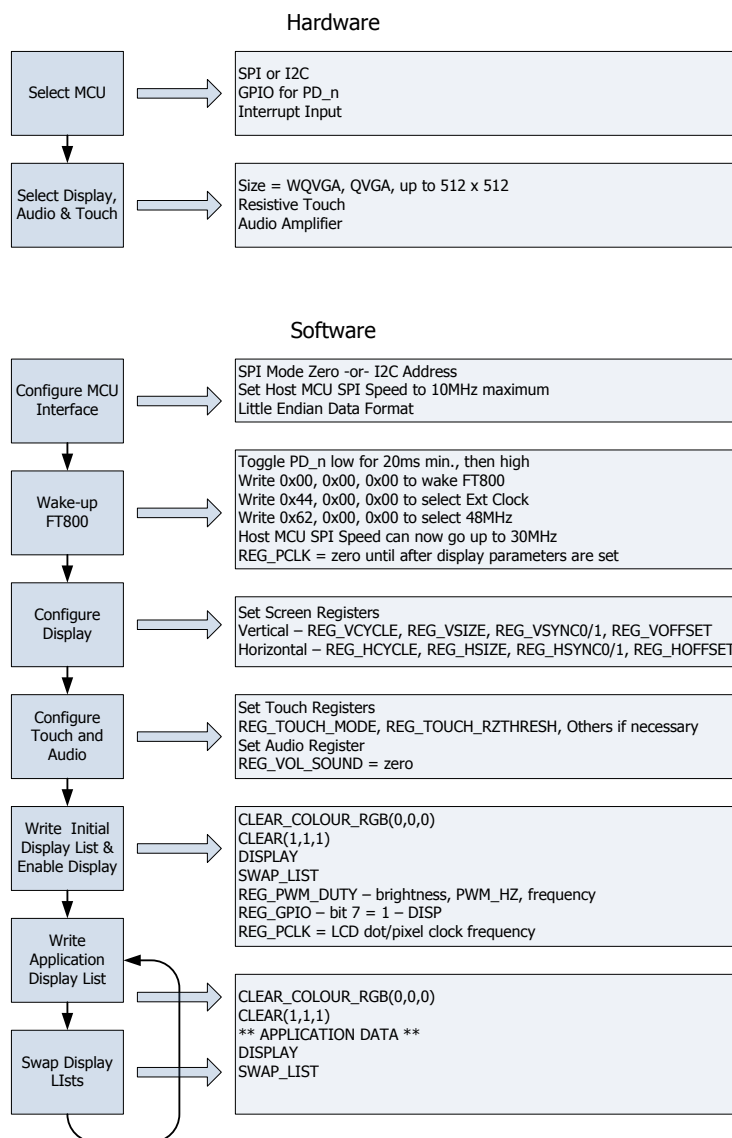 Hardware
Select MCU
SPI or I2C
GPIO for PD_n
Interrupt Input
Select Display,
Audio & Touch
Size = WQVGA, QVGA, up to 512 x 512
Resistive Touch
Audio Amplifier
Software
Configure MCU
Interface
SPI Mode Zero -or- I2C Address
Set Host MCU SPI Speed to 10MHz maximum
Little Endian Data Format
Wake-up
FT800
Toggle PD_n low for 20ms min., then high
Write 0x00, 0x00, 0x00 to wake FT800
Write 0x44, 0x00, 0x00 to select Ext Clock
Write 0x62, 0x00, 0x00 to select 48MHz
Host MCU SPI Speed can now go up to 30MHz
REG_PCLK = zero until after display parameters are set
Configure
Display
Set Screen Registers
Vertical – REG_VCYCLE, REG_VSIZE, REG_VSYNC0/1, REG_VOFFSET
Horizontal – REG_HCYCLE, REG_HSIZE, REG_HSYNC0/1, REG_HOFFSET
Configure
Touch and
Audio
Set Touch Registers
REG_TOUCH_MODE, REG_TOUCH_RZTHRESH, Others if necessary
Set Audio Register
REG_VOL_SOUND = zero
Write Initial
Display List &
Enable Display
CLEAR_COLOUR_RGB(0,0,0)
CLEAR(1,1,1)
DISPLAY
SWAP_LIST
REG_PWM_DUTY – brightness, PWM_HZ, frequency
REG_GPIO – bit 7 = 1 – DISP
REG_PCLK = LCD dot/pixel clock frequency
Write
Application
Display List
CLEAR_COLOUR_RGB(0,0,0)
CLEAR(1,1,1)
** APPLICATION DATA **
DISPLAY
SWAP_LIST
Swap Display
LIsts